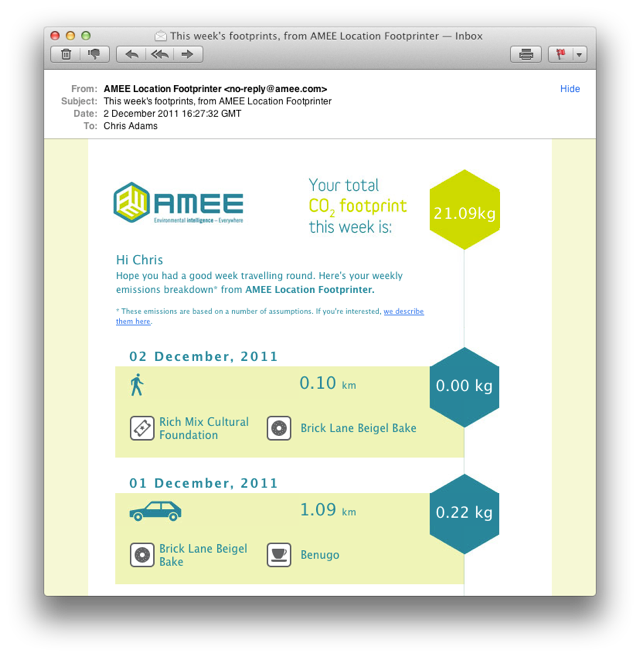 This week's footprints, from AMEE Location Footprinter — Inbox
From: AMEE Location Footprinter <no-reply@amee.com>
Hide
Subject: This week's footprints, from AMEE Location Footprinter
Date: 2 December 2011 16:27:32 GMT
To: Chris Adams
AMEE
Environmental intelligence – Everywhere
Your total
CO2 footprint
this week is:
21.09kg
Hi Chris
Hope you had a good week travelling round. Here's your weekly
emissions breakdown* from AMEE Location Footprinter.
* These emissions are based on a number of assumptions. If you're interested, we describe
them here.
02 December, 2011
0.10 km
0.00 kg
Rich Mix Cultural
Foundation
Brick Lane Beigel Bake
01 December, 2011
1.09 km
0.22 kg
Brick Lane Beigel
Bake
Benugo